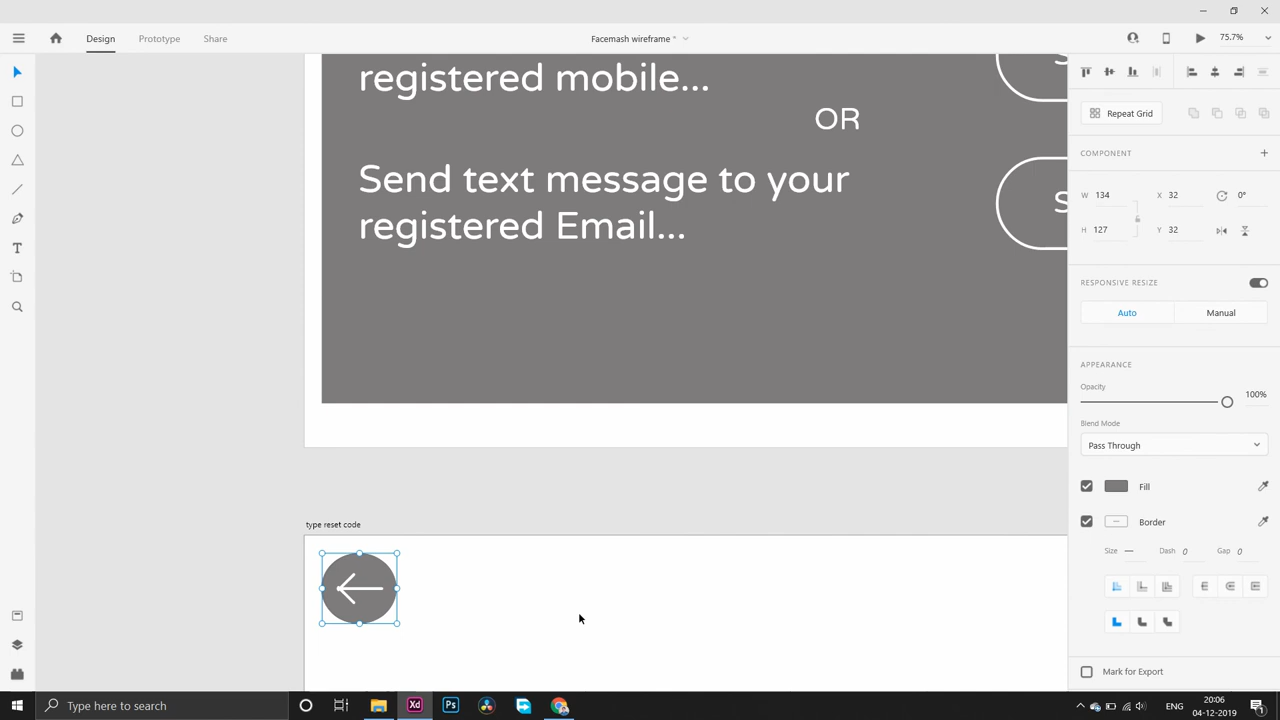 Design
Prototype
Share
Facemash wireframe *
75.7%
registered mobile...
OR
Send text message to your
registered Email...
S
S
Repeat Grid
COMPONENT
W 134
X 32
0°
H 127
Y 32
RESPONSIVE RESIZE
Auto
Manual
APPEARANCE
Opacity
100%
Blend Mode
Pass Through
Fill
Border
Size —
Dash 0
Gap 0
Mark for Export
type reset code
Type here to search
Xd
Ps
ENG
20:06
04-12-2019
1